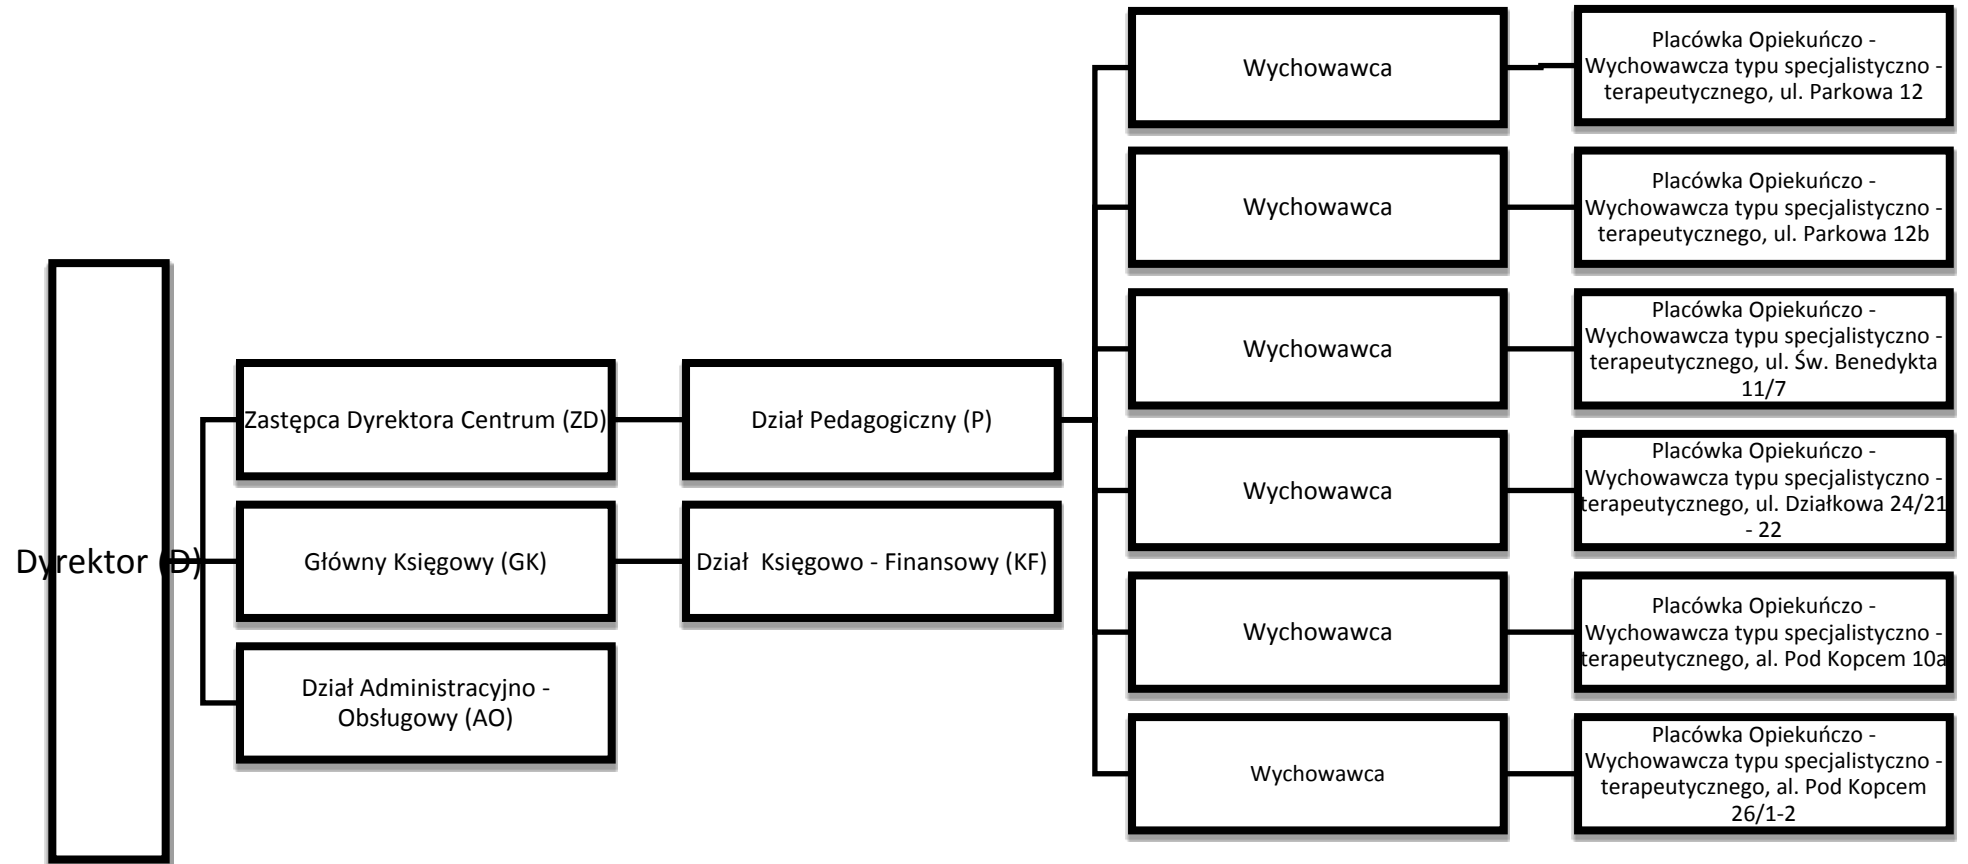 Dyrektor (D)
Zastępca Dyrektora Centrum (ZD)
Główny Księgowy (GK)
Dział Administracyjno -
Obsługowy (AO)
Dział Pedagogiczny (P)
Dział  Księgowo - Finansowy (KF)
Wychowawca
Placówka Opiekuńczo -
Wychowawcza typu specjalistyczno -
terapeutycznego, ul. Parkowa 12
Wychowawca
Placówka Opiekuńczo -
Wychowawcza typu specjalistyczno -
terapeutycznego, ul. Parkowa 12b
Wychowawca
Placówka Opiekuńczo -
Wychowawcza typu specjalistyczno -
terapeutycznego, ul. Św. Benedykta
11/7
Wychowawca
Placówka Opiekuńczo -
Wychowawcza typu specjalistyczno -
terapeutycznego, ul. Działkowa 24/21
- 22
Wychowawca
Placówka Opiekuńczo -
Wychowawcza typu specjalistyczno -
terapeutycznego, al. Pod Kopcem 10a
Wychowawca
Placówka Opiekuńczo -
Wychowawcza typu specjalistyczno -
terapeutycznego, al. Pod Kopcem
26/1-2